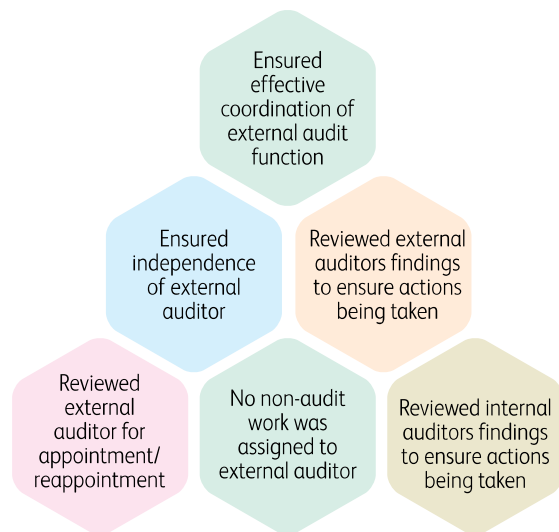 Ensured
effective
coordination of
external audit
function
Ensured
independence
of external
auditor
Reviewed external
auditors findings
to ensure actions
being taken
Reviewed
external
auditor for
appointment/
reappointment
No non-audit
work was
assigned to
external auditor
Reviewed internal
auditors findings
to ensure actions
being taken